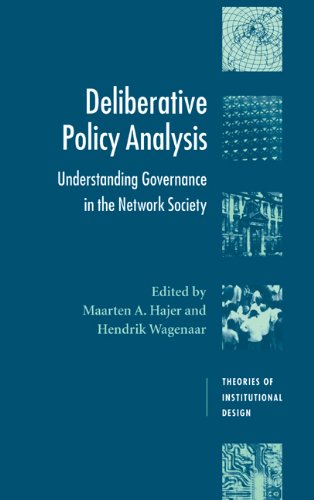 Deliberative
Policy Analysis
Understanding Governance
in the Network Society
Edited by
Maarten A. Hajer and
Hendrik Wagenaar
THEORIES OF
INSTITUTIONAL
DESIGN